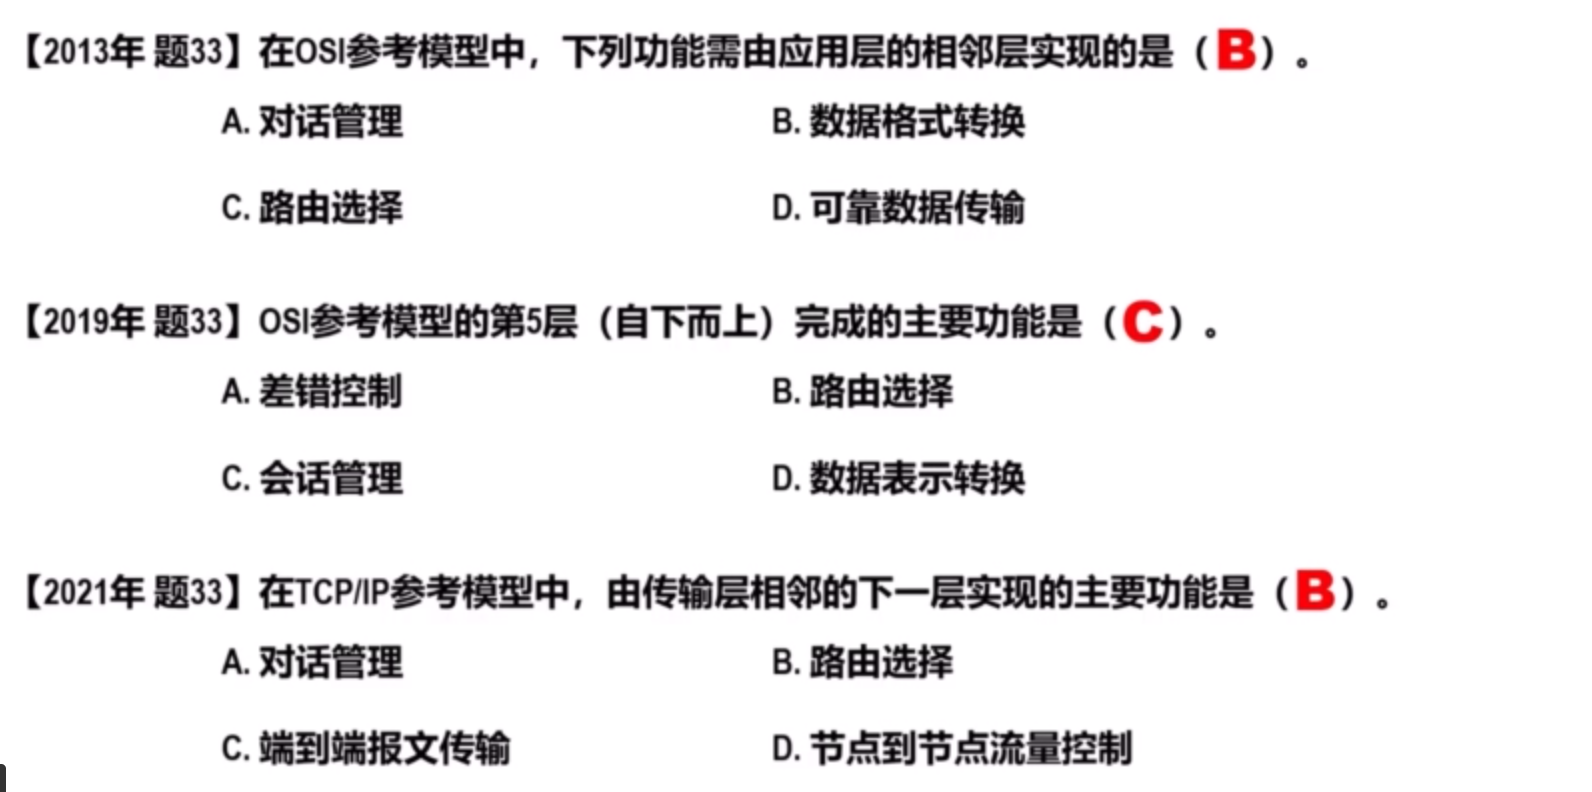 【2013年 题33】在OSI参考模型中，下列功能需由应用层的相邻层实现的是（B）。
A. 对话管理 B. 数据格式转换
C. 路由选择 D. 可靠数据传输
【2019年 题33】OSI参考模型的第5层（自下而上）完成的主要功能是（C）。
A. 差错控制 B. 路由选择
C. 会话管理 D. 数据表示转换
【2021年 题33】在TCP/IP参考模型中，由传输层相邻的下一层实现的主要功能是（B）。
A. 对话管理 B. 路由选择
C. 端到端报文传输 D. 节点到节点流量控制